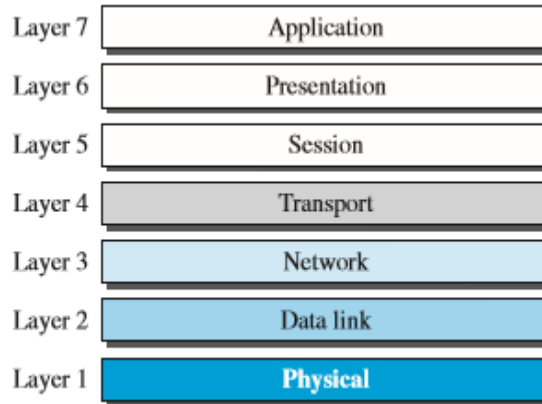 Layer 7 Application
Layer 6 Presentation
Layer 5 Session
Layer 4 Transport
Layer 3 Network
Layer 2 Data link
Layer 1 Physical